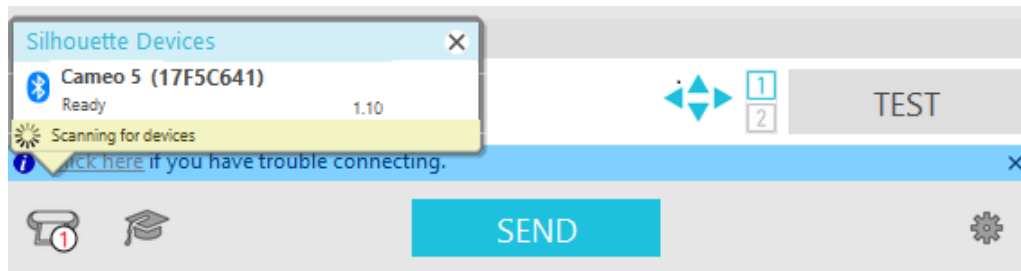 Silhouette Devices
Cameo 5 (17F5C641)
Ready 1.10
Scanning for devices
1
2
TEST
click here if you have trouble connecting.
1
SEND